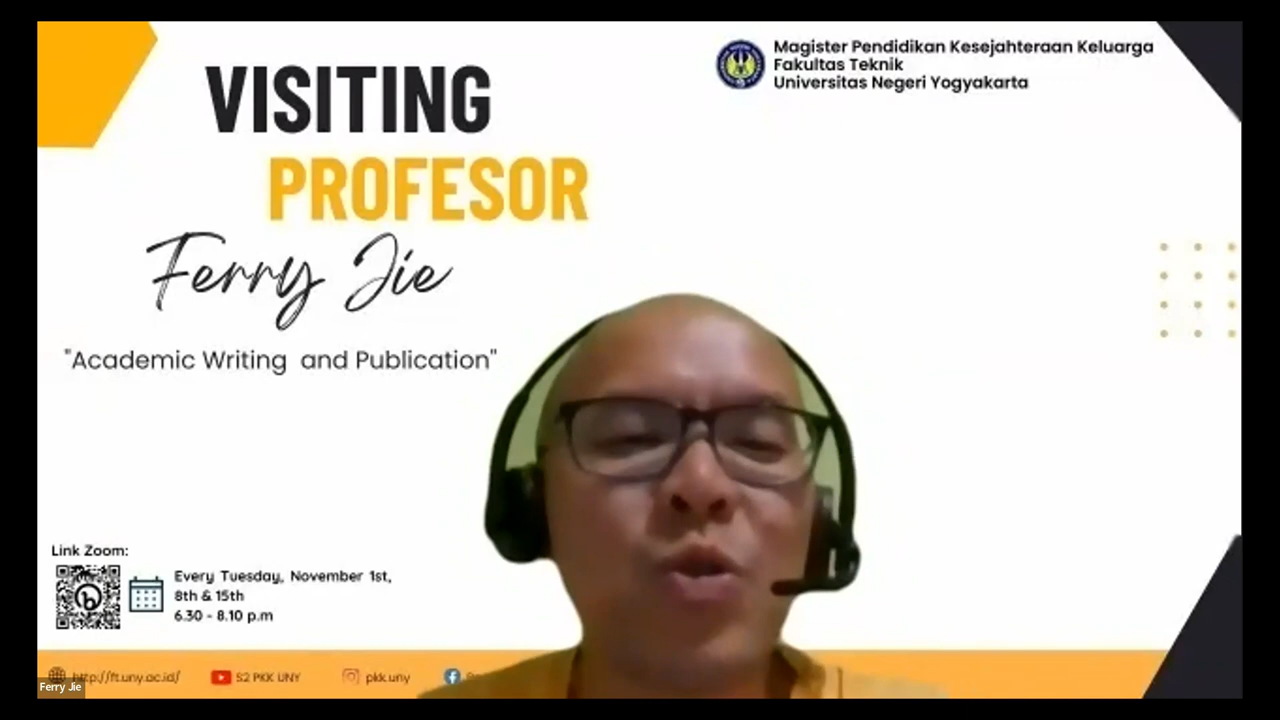 Magister Pendidikan Kesejahteraan Keluarga
Fakultas Teknik
Universitas Negeri Yogyakarta
VISITING
PROFESOR
Ferry Jie
"Academic Writing and Publication"
Link Zoom:
Every Tuesday, November 1st,
8th & 15th
6.30 - 8.10 p.m
http://ft.uny.ac.id/ S2 PKK UNY pkk.uny
Ferry Jie